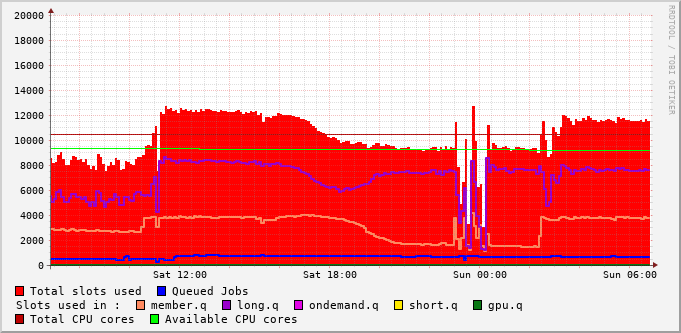 RRDTOOL / TOBI OETIKER
20000
18000
16000
14000
12000
10000
8000
6000
4000
2000
0
Sat 12:00 Sat 18:00 Sun 00:00 Sun 06:00
Total slots used Queued Jobs
Slots used in : member.q long.q ondemand.q short.q gpu.q
Total CPU cores Available CPU cores